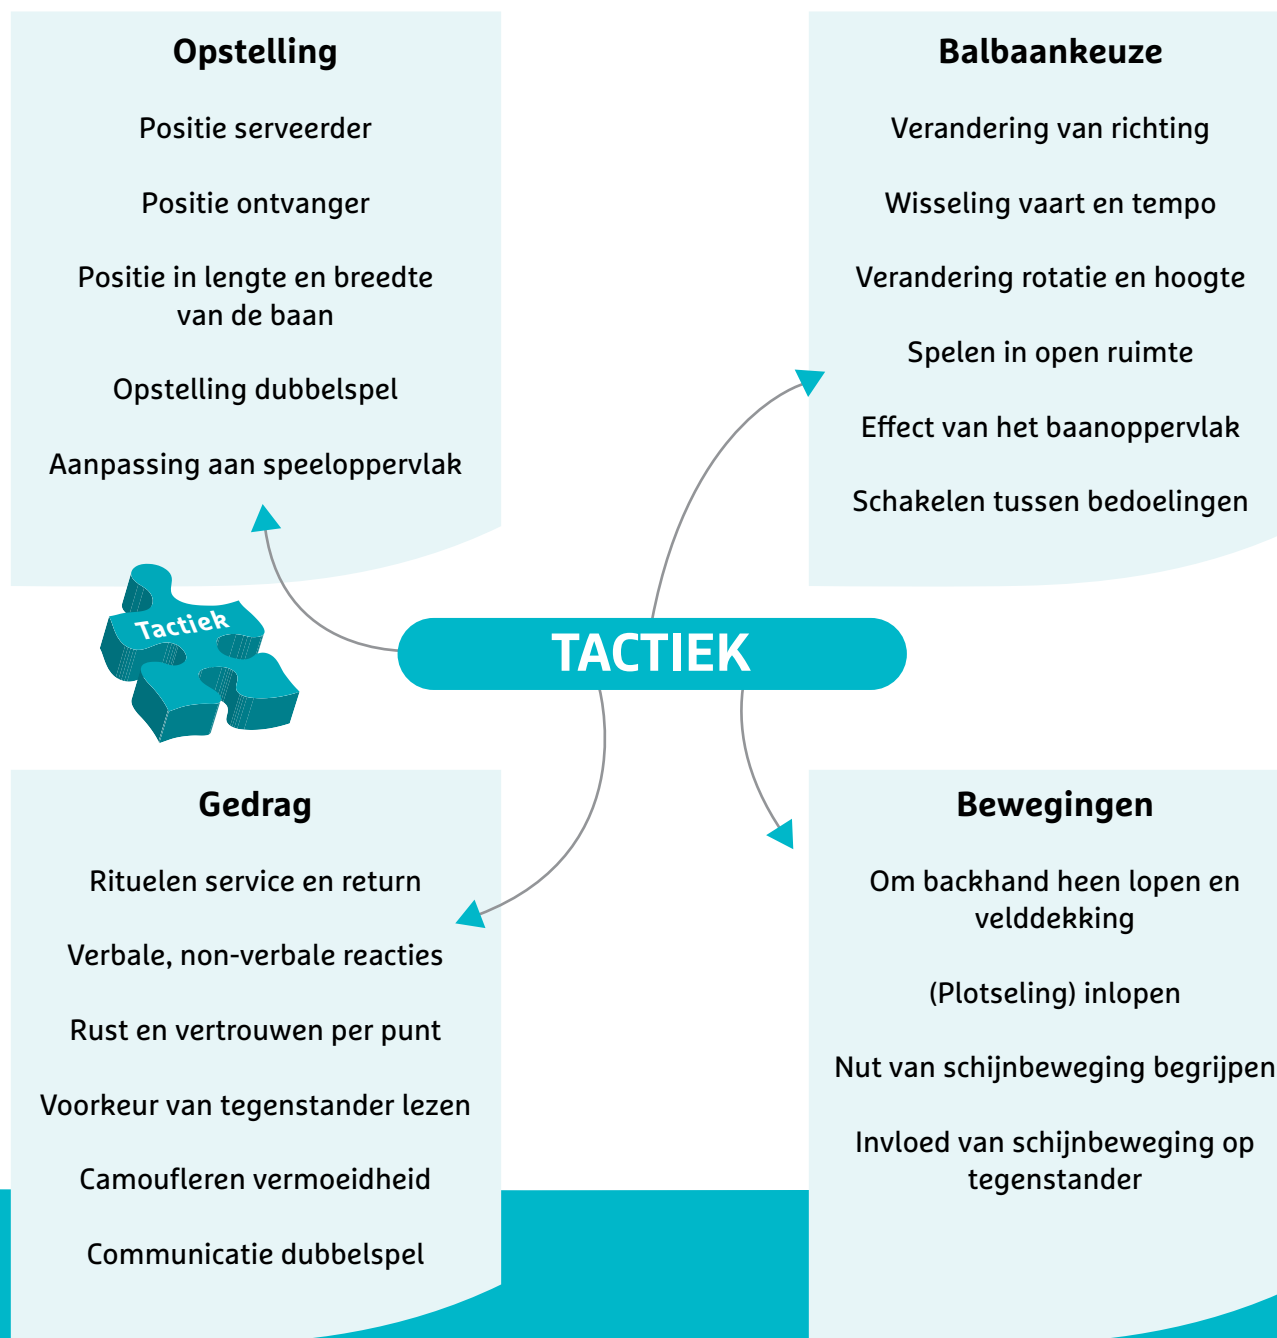 Opstelling
Positie serveerder
Positie ontvanger
Positie in lengte en breedte
van de baan
Opstelling dubbelspel
Aanpassing aan speeloppervlak
Balbaankeuze
Verandering van richting
Wisseling vaart en tempo
Verandering rotatie en hoogte
Spelen in open ruimte
Effect van het baanoppervlak
Schakelen tussen bedoelingen
Tactiek
TACTIEK
Gedrag
Rituelen service en return
Verbale, non-verbale reacties
Rust en vertrouwen per punt
Voorkeur van tegenstander lezen
Camoufleren vermoeidheid
Communicatie dubbelspel
Bewegingen
Om backhand heen lopen en
velddekking
(Plotseling) inlopen
Nut van schijnbeweging begrijpen
Invloed van schijnbeweging op
tegenstander